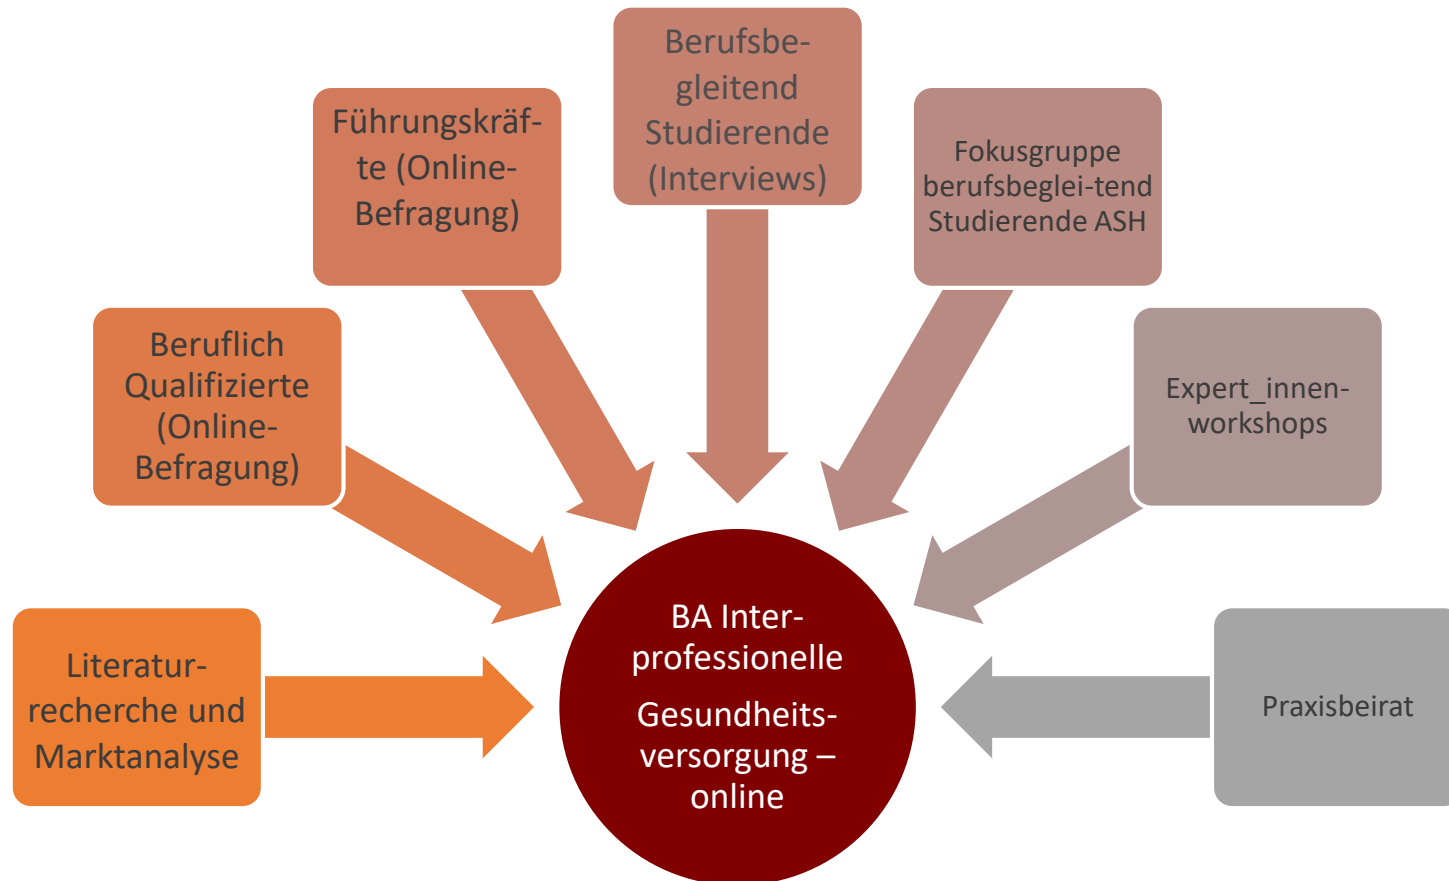 Literatur-
recherche und
Marktanalyse
Beruflich
Qualifizierte
(Online-
Befragung)
Führungskräf-
te (Online-
Befragung)
Berufsbe-
gleitend
Studierende
(Interviews)
Fokusgruppe
berufsbeglei-tend
Studierende ASH
Expert_innen-
workshops
Praxisbeirat
BA Inter-
professionelle
Gesundheits-
versorgung –
online